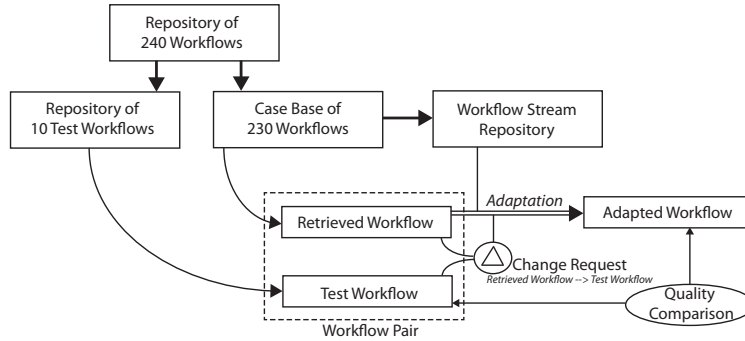 Repository of
240 Workflows
Repository of
10 Test Workflows
Case Base of
230 Workflows
Workflow Stream
Repository
Adaptation
Retrieved Workflow
Adapted Workflow
Change Request
Retrieved Workflow --> Test Workflow
Test Workflow
Quality
Comparison
Workflow Pair